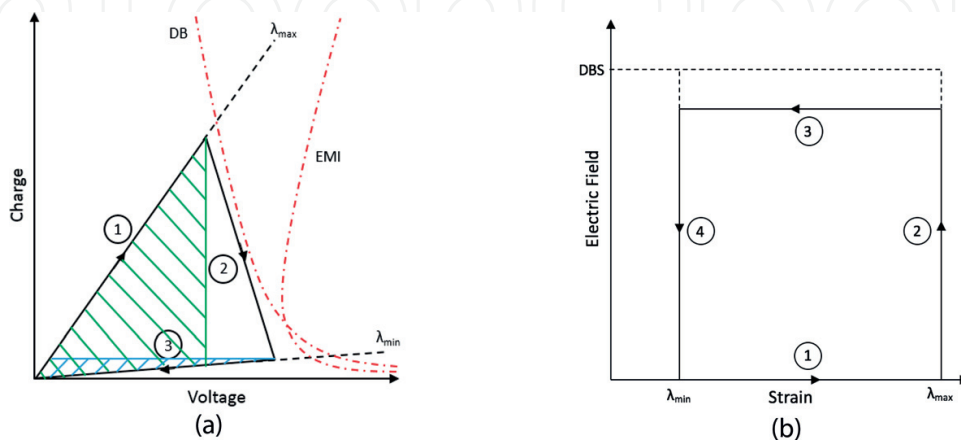 DB
λmax
EMI
Charge
1
2
3
λmin
Voltage
(a)
DBS
Electric Field
3
4
2
1
λmin
Strain
λmax
(b)